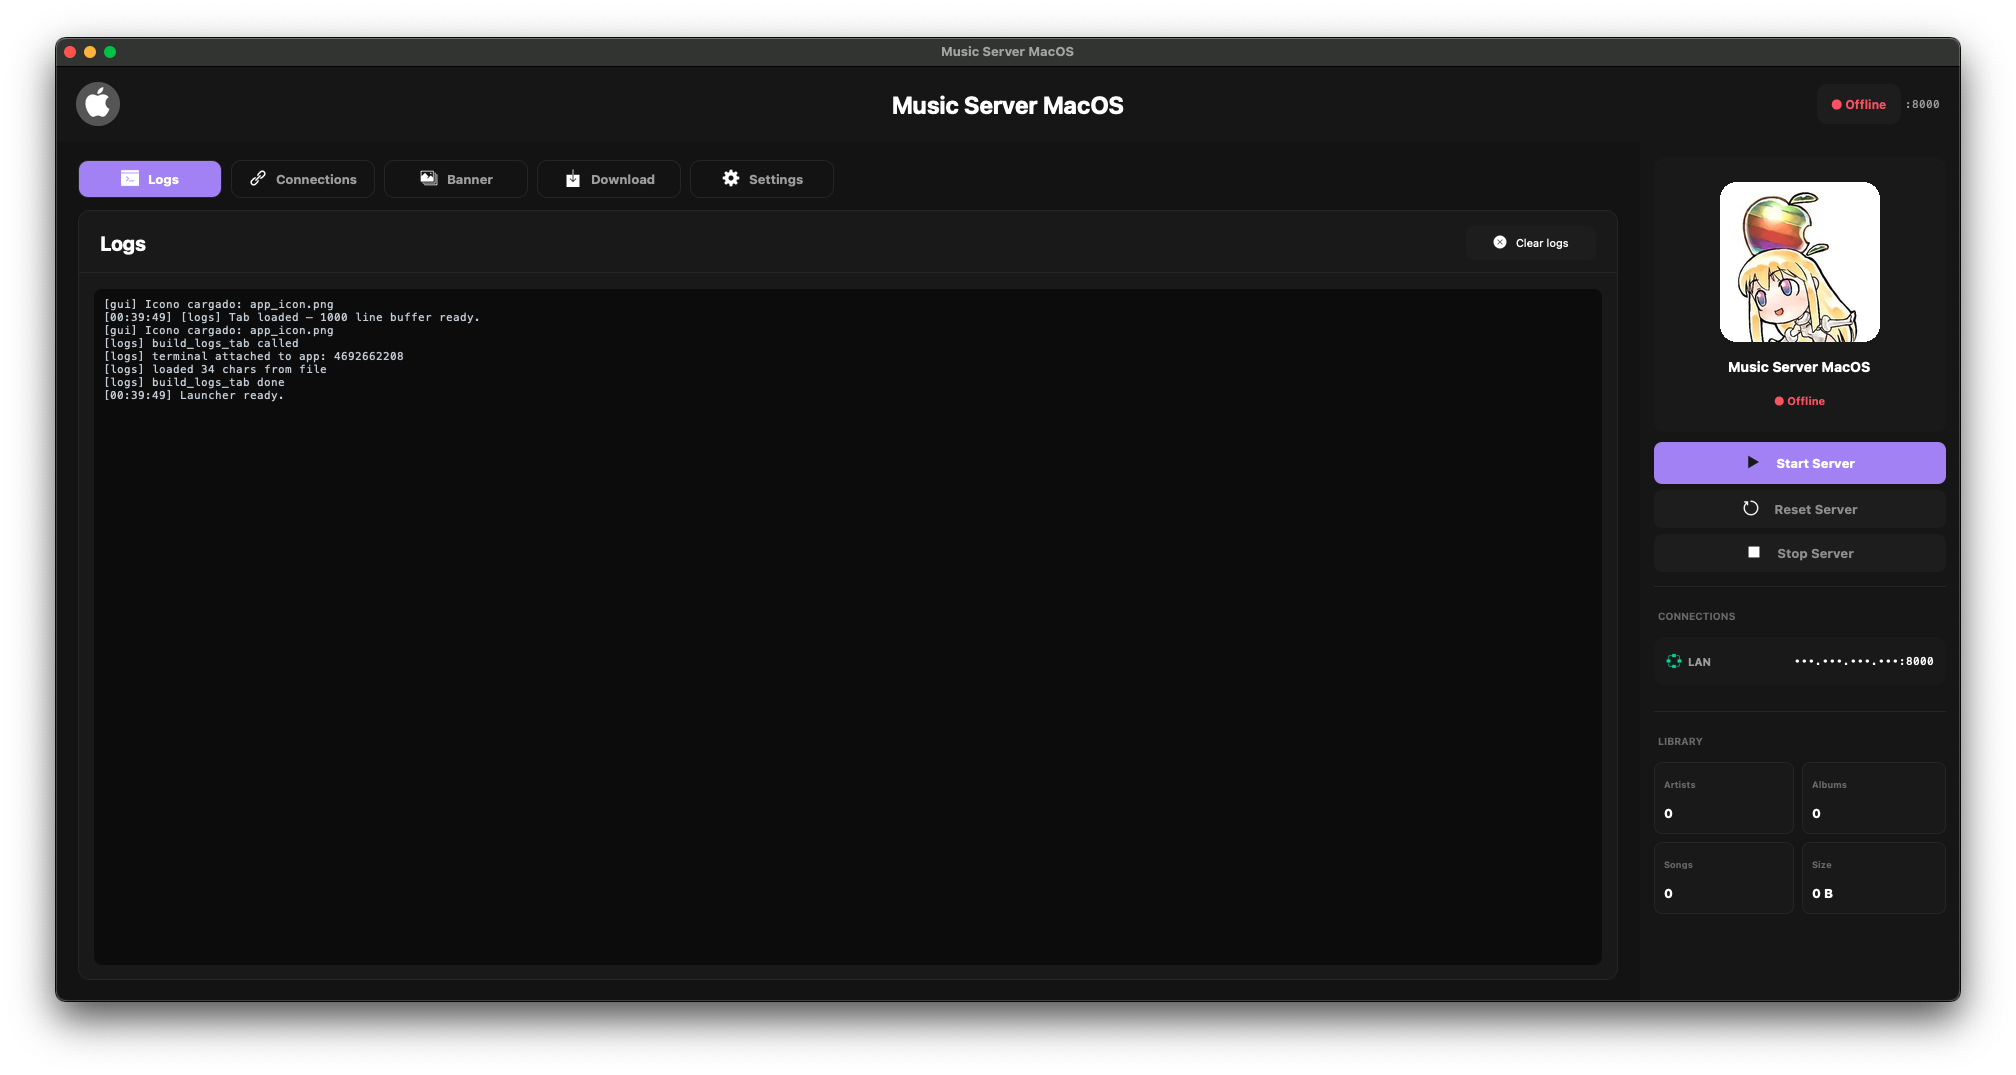 Music Server MacOS
Music Server MacOS
Offline :8000
Logs Connections Banner Download Settings
Logs
Clear logs
[gui] Icono cargado: app_icon.png
[00:39:49] [logs] Tab loaded — 1000 line buffer ready.
[gui] Icono cargado: app_icon.png
[logs] build_logs_tab called
[logs] terminal attached to app: 4692662208
[logs] loaded 34 chars from file
[logs] build_logs_tab done
[00:39:49] Launcher ready.
Music Server MacOS
Offline
Start Server
Reset Server
Stop Server
CONNECTIONS
LAN •••.•••.•••.•••:8000
LIBRARY
Artists
0
Albums
0
Songs
0
Size
0 B